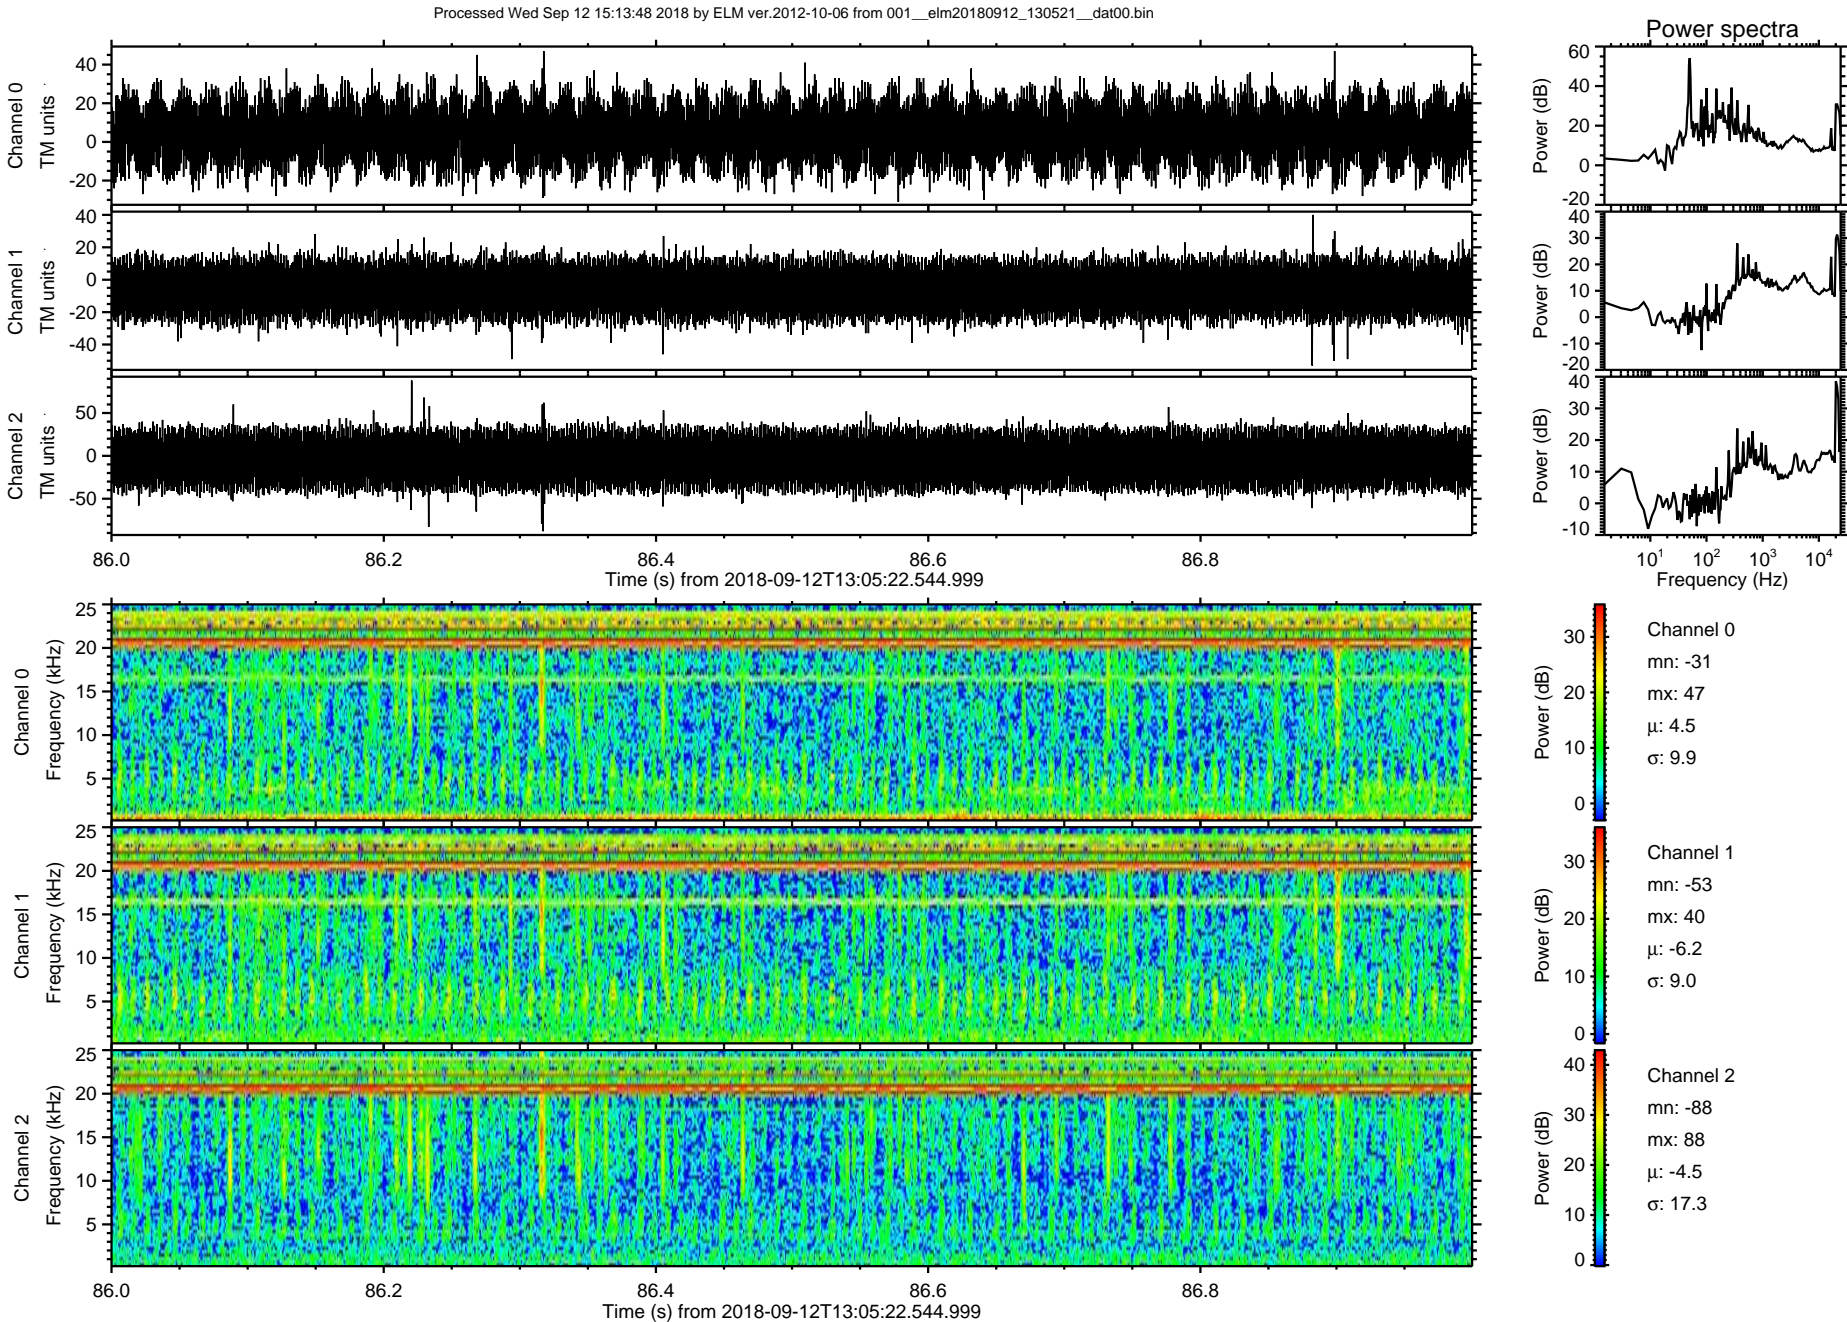 Processed Wed Sep 12 15:13:48 2018 by ELM ver.2012-10-06 from 001__elm20180912_130521__dat00.bin
Power spectra
Channel 0
TM units
40
20
0
-20
Power (dB)
60
40
20
0
-20
Channel 1
TM units
40
20
0
-20
-40
Power (dB)
40
30
20
10
0
-10
-20
Channel 2
TM units
50
0
-50
Power (dB)
40
30
20
10
0
-10
86.0 86.2 86.4 86.6 86.8
Time (s) from 2018-09-12T13:05:22.544.999
10^1 10^2 10^3 10^4
Frequency (Hz)
Channel 0
Frequency (kHz)
25
20
15
10
5
Power (dB)
30
20
10
0
Channel 0
mn: -31
mx: 47
μ: 4.5
σ: 9.9
Channel 1
Frequency (kHz)
25
20
15
10
5
Power (dB)
30
20
10
0
Channel 1
mn: -53
mx: 40
μ: -6.2
σ: 9.0
Channel 2
Frequency (kHz)
25
20
15
10
5
Power (dB)
40
30
20
10
0
Channel 2
mn: -88
mx: 88
μ: -4.5
σ: 17.3
86.0 86.2 86.4 86.6 86.8
Time (s) from 2018-09-12T13:05:22.544.999